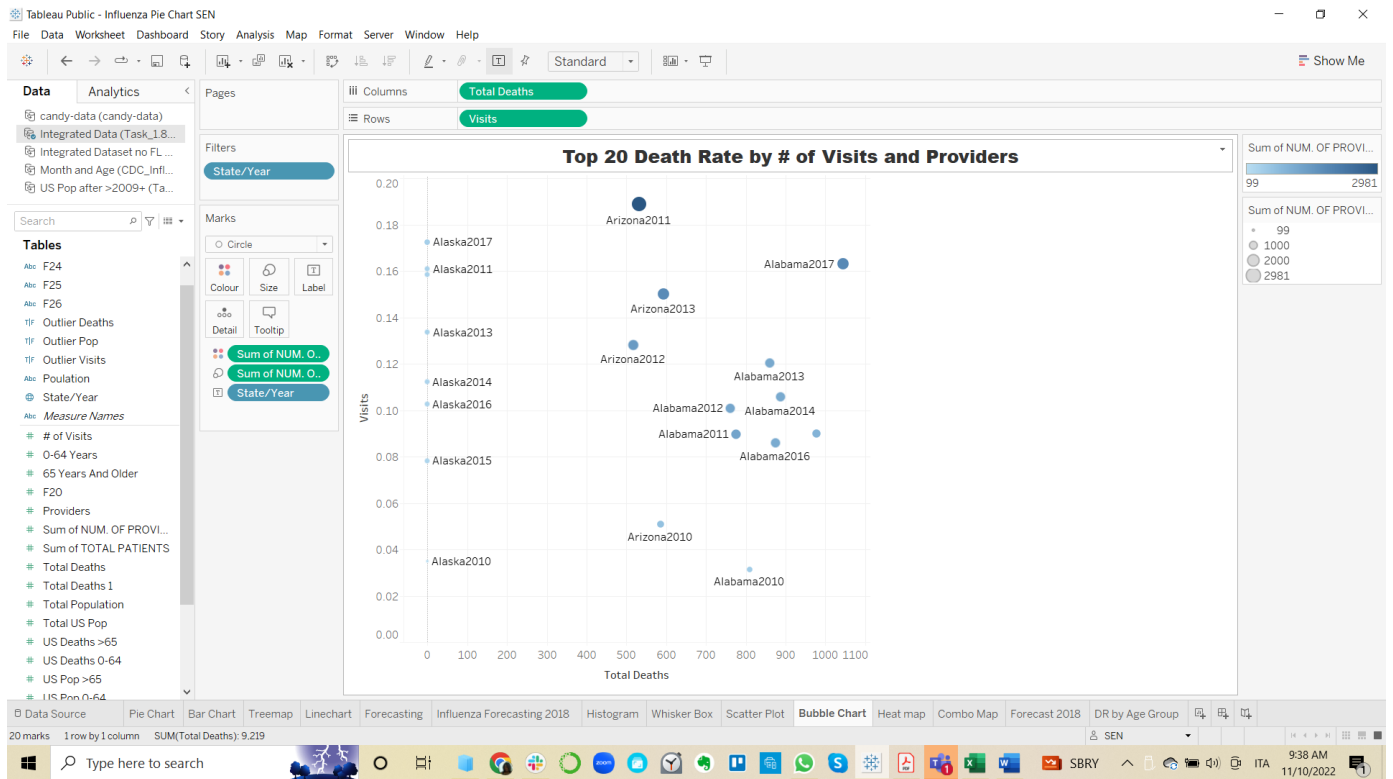 Tableau Public - Influenza Pie Chart SEN
File Data Worksheet Dashboard Story Analysis Map Format Server Window Help
Standard
Show Me
Data Analytics
candy-data (candy-data)
Integrated Data (Task_1.8...
Integrated Dataset no FL ...
Month and Age (CDC_Infl...
US Pop after >2009+ (Ta...
Search
Tables
Abc F24
Abc F25
Abc F26
T|F Outlier Deaths
T|F Outlier Pop
T|F Outlier Visits
Abc Poulation
State/Year
Abc Measure Names
# # of Visits
# 0-64 Years
# 65 Years And Older
# F20
# Providers
# Sum of NUM. OF PROVI...
# Sum of TOTAL PATIENTS
# Total Deaths
# Total Deaths 1
# Total Population
# Total US Pop
# US Deaths >65
# US Deaths 0-64
# US Pop >65
# US Pop 0-64
Pages
Filters
State/Year
Marks
Circle
Colour Size Label
Detail Tooltip
Sum of NUM. O..
Sum of NUM. O..
T State/Year
Columns Total Deaths
Rows Visits
Top 20 Death Rate by # of Visits and Providers
Visits
0.20
0.18
0.16
0.14
0.12
0.10
0.08
0.06
0.04
0.02
0.00
Arizona2011
Alaska2017
Alaska2011
Alabama2017
Arizona2013
Alaska2013
Arizona2012
Alabama2013
Alaska2014
Alaska2016
Alabama2012
Alabama2014
Alabama2011
Alabama2016
Alaska2015
Arizona2010
Alaska2010
Alabama2010
0 100 200 300 400 500 600 700 800 900 1000 1100
Total Deaths
Sum of NUM. OF PROVI...
99 2981
Sum of NUM. OF PROVI...
99
1000
2000
2981
Data Source Pie Chart Bar Chart Treemap Linechart Forecasting Influenza Forecasting 2018 Histogram Whisker Box Scatter Plot Bubble Chart Heat map Combo Map Forecast 2018 DR by Age Group
20 marks 1 row by 1 column SUM(Total Deaths): 9,219
SEN
Type here to search
zoom
SBRY
ITA
9:38 AM
11/10/2022
1
1